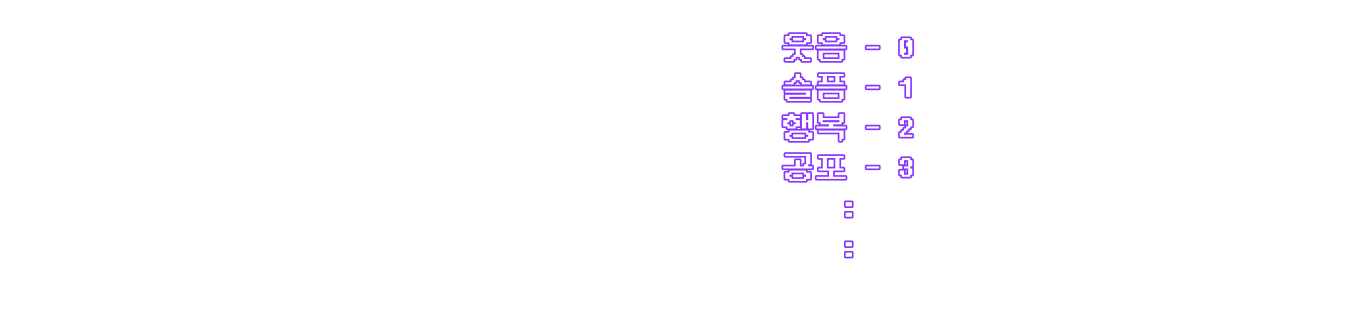 웃음 - 0
슬픔 - 1
행복 - 2
공포 - 3
:
: